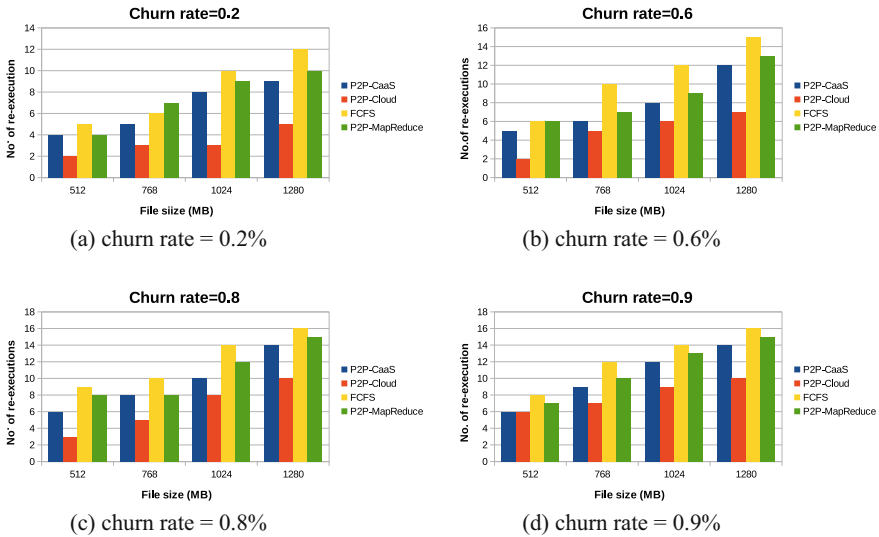 Churn rate=0.2
14
12
10
8
6
4
2
0
No˙ of re-execution
512 768 1024 1280
File siize (MB)
P2P-CaaS
P2P-Cloud
FCFS
P2P-MapReduce
(a) churn rate = 0.2%
Churn rate=0.6
16
14
12
10
8
6
4
2
0
No.of re-executions
512 768 1024 1280
File size (MB)
P2P-CaaS
P2P-Cloud
FCFS
P2P-MapReduce
(b) churn rate = 0.6%
Churn rate=0.8
18
16
14
12
10
8
6
4
2
0
No˙ of re-executions
512 768 1024 1280
File size (MB)
P2P-CaaS
P2P-Cloud
FCFS
P2P-MapReduce
(c) churn rate = 0.8%
Churn rate=0.9
18
16
14
12
10
8
6
4
2
0
No. of re-executions
512 768 1024 1280
File size (MB)
P2P-CaaS
P2P-Cloud
FCFS
P2P-MapReduce
(d) churn rate = 0.9%